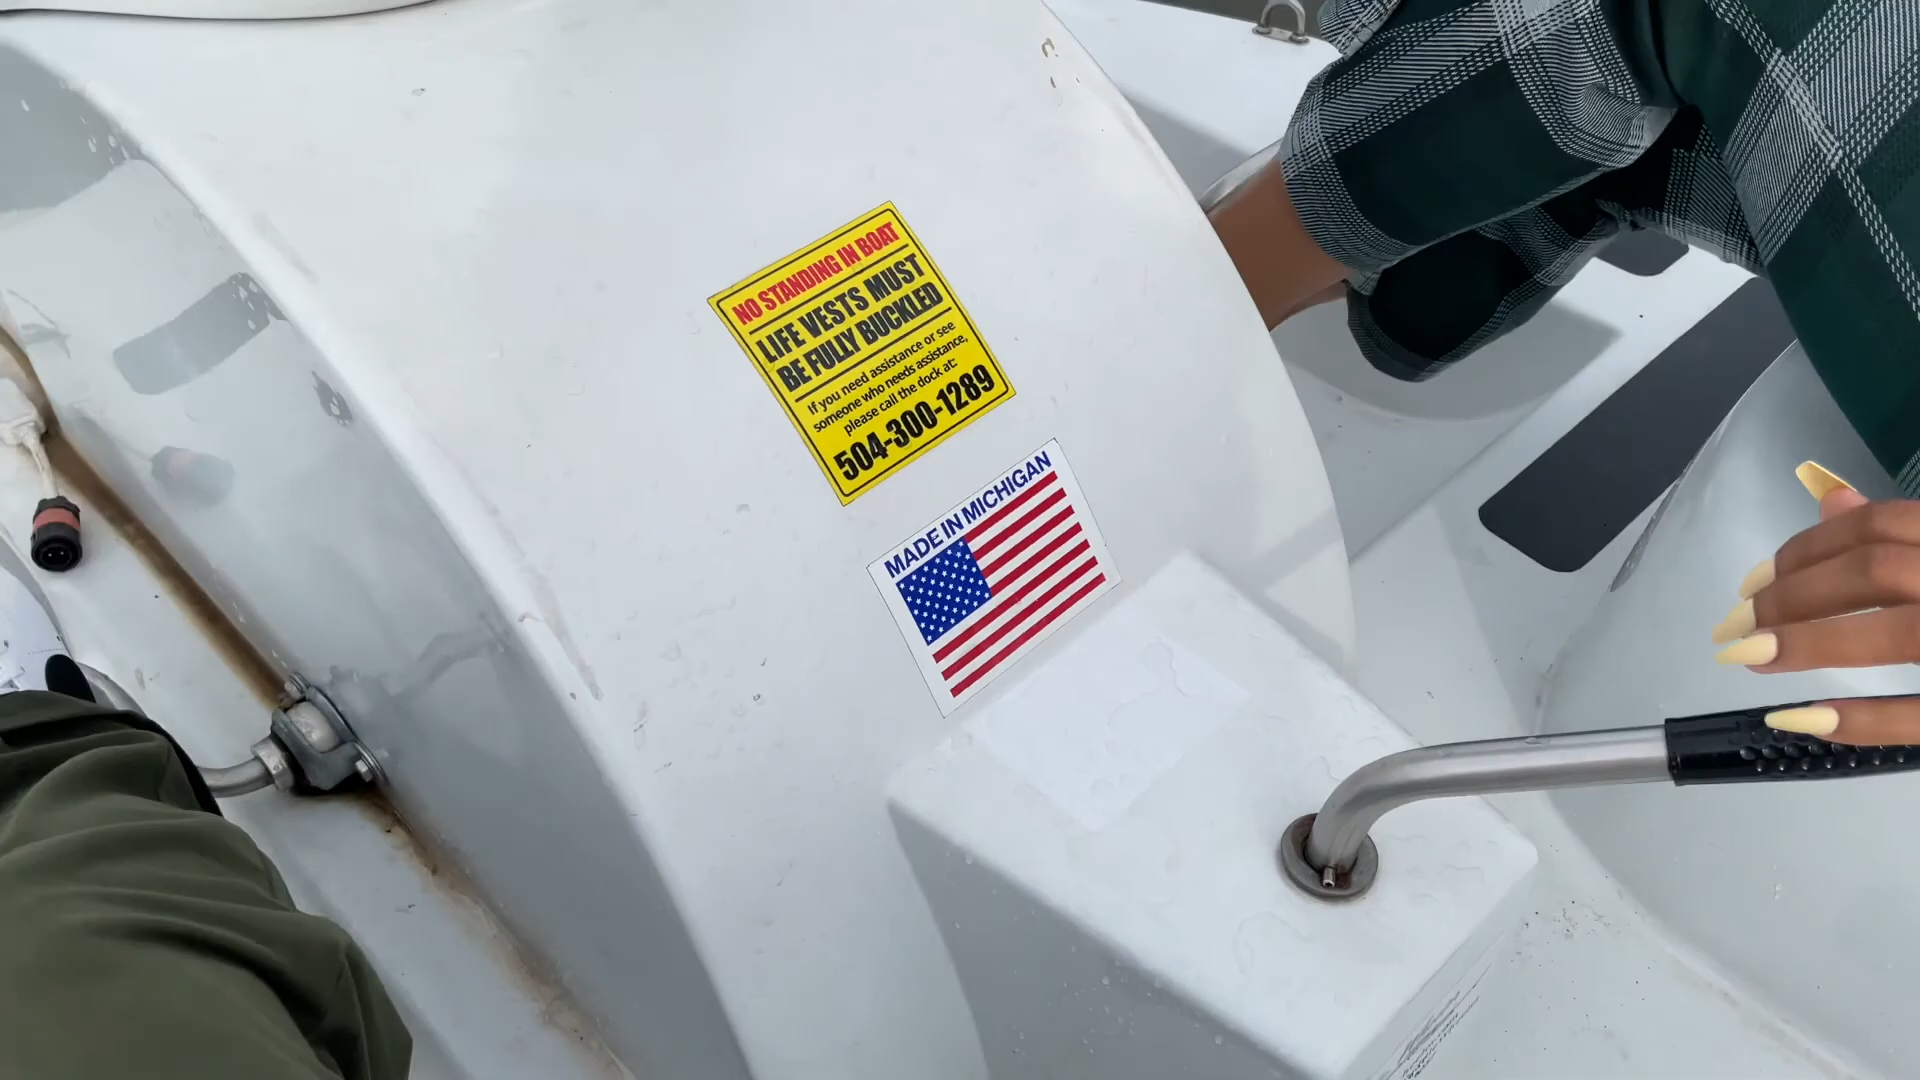 NO STANDING IN BOAT
LIFE VESTS MUST
BE FULLY BUCKLED
If you need assistance or see
someone who needs assistance,
please call the dock at:
504-300-1289
MADE IN MICHIGAN